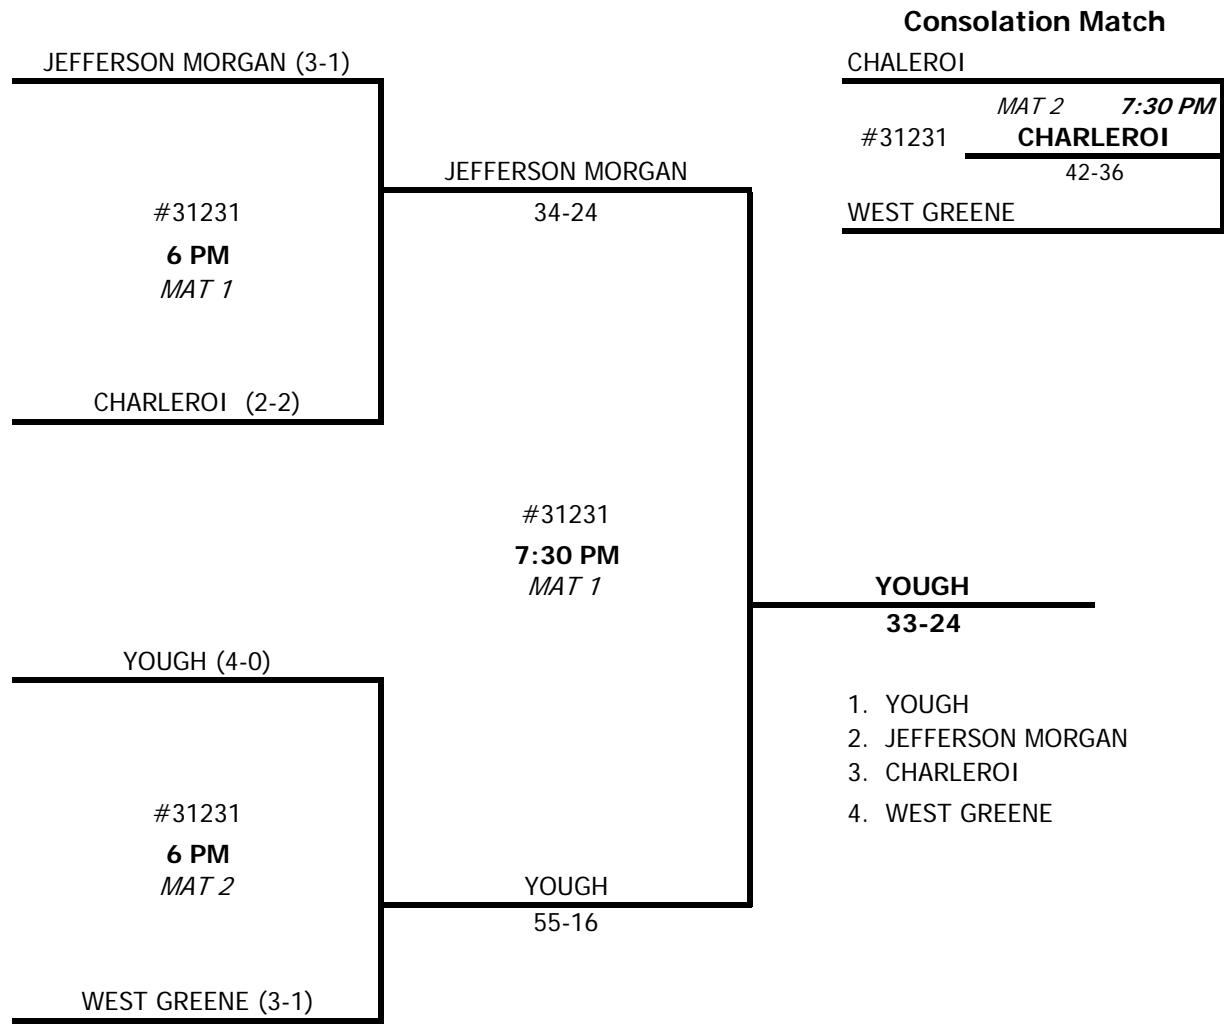 Consolation Match
JEFFERSON MORGAN (3-1)
CHALEROI
MAT 2 7:30 PM
#31231 CHARLEROI
42-36
WEST GREENE
JEFFERSON MORGAN
34-24
#31231
6 PM
MAT 1
CHARLEROI (2-2)
#31231
7:30 PM
MAT 1
YOUGH
33-24
YOUGH (4-0)
1. YOUGH
2. JEFFERSON MORGAN
3. CHARLEROI
4. WEST GREENE
#31231
6 PM
MAT 2
YOUGH
55-16
WEST GREENE (3-1)